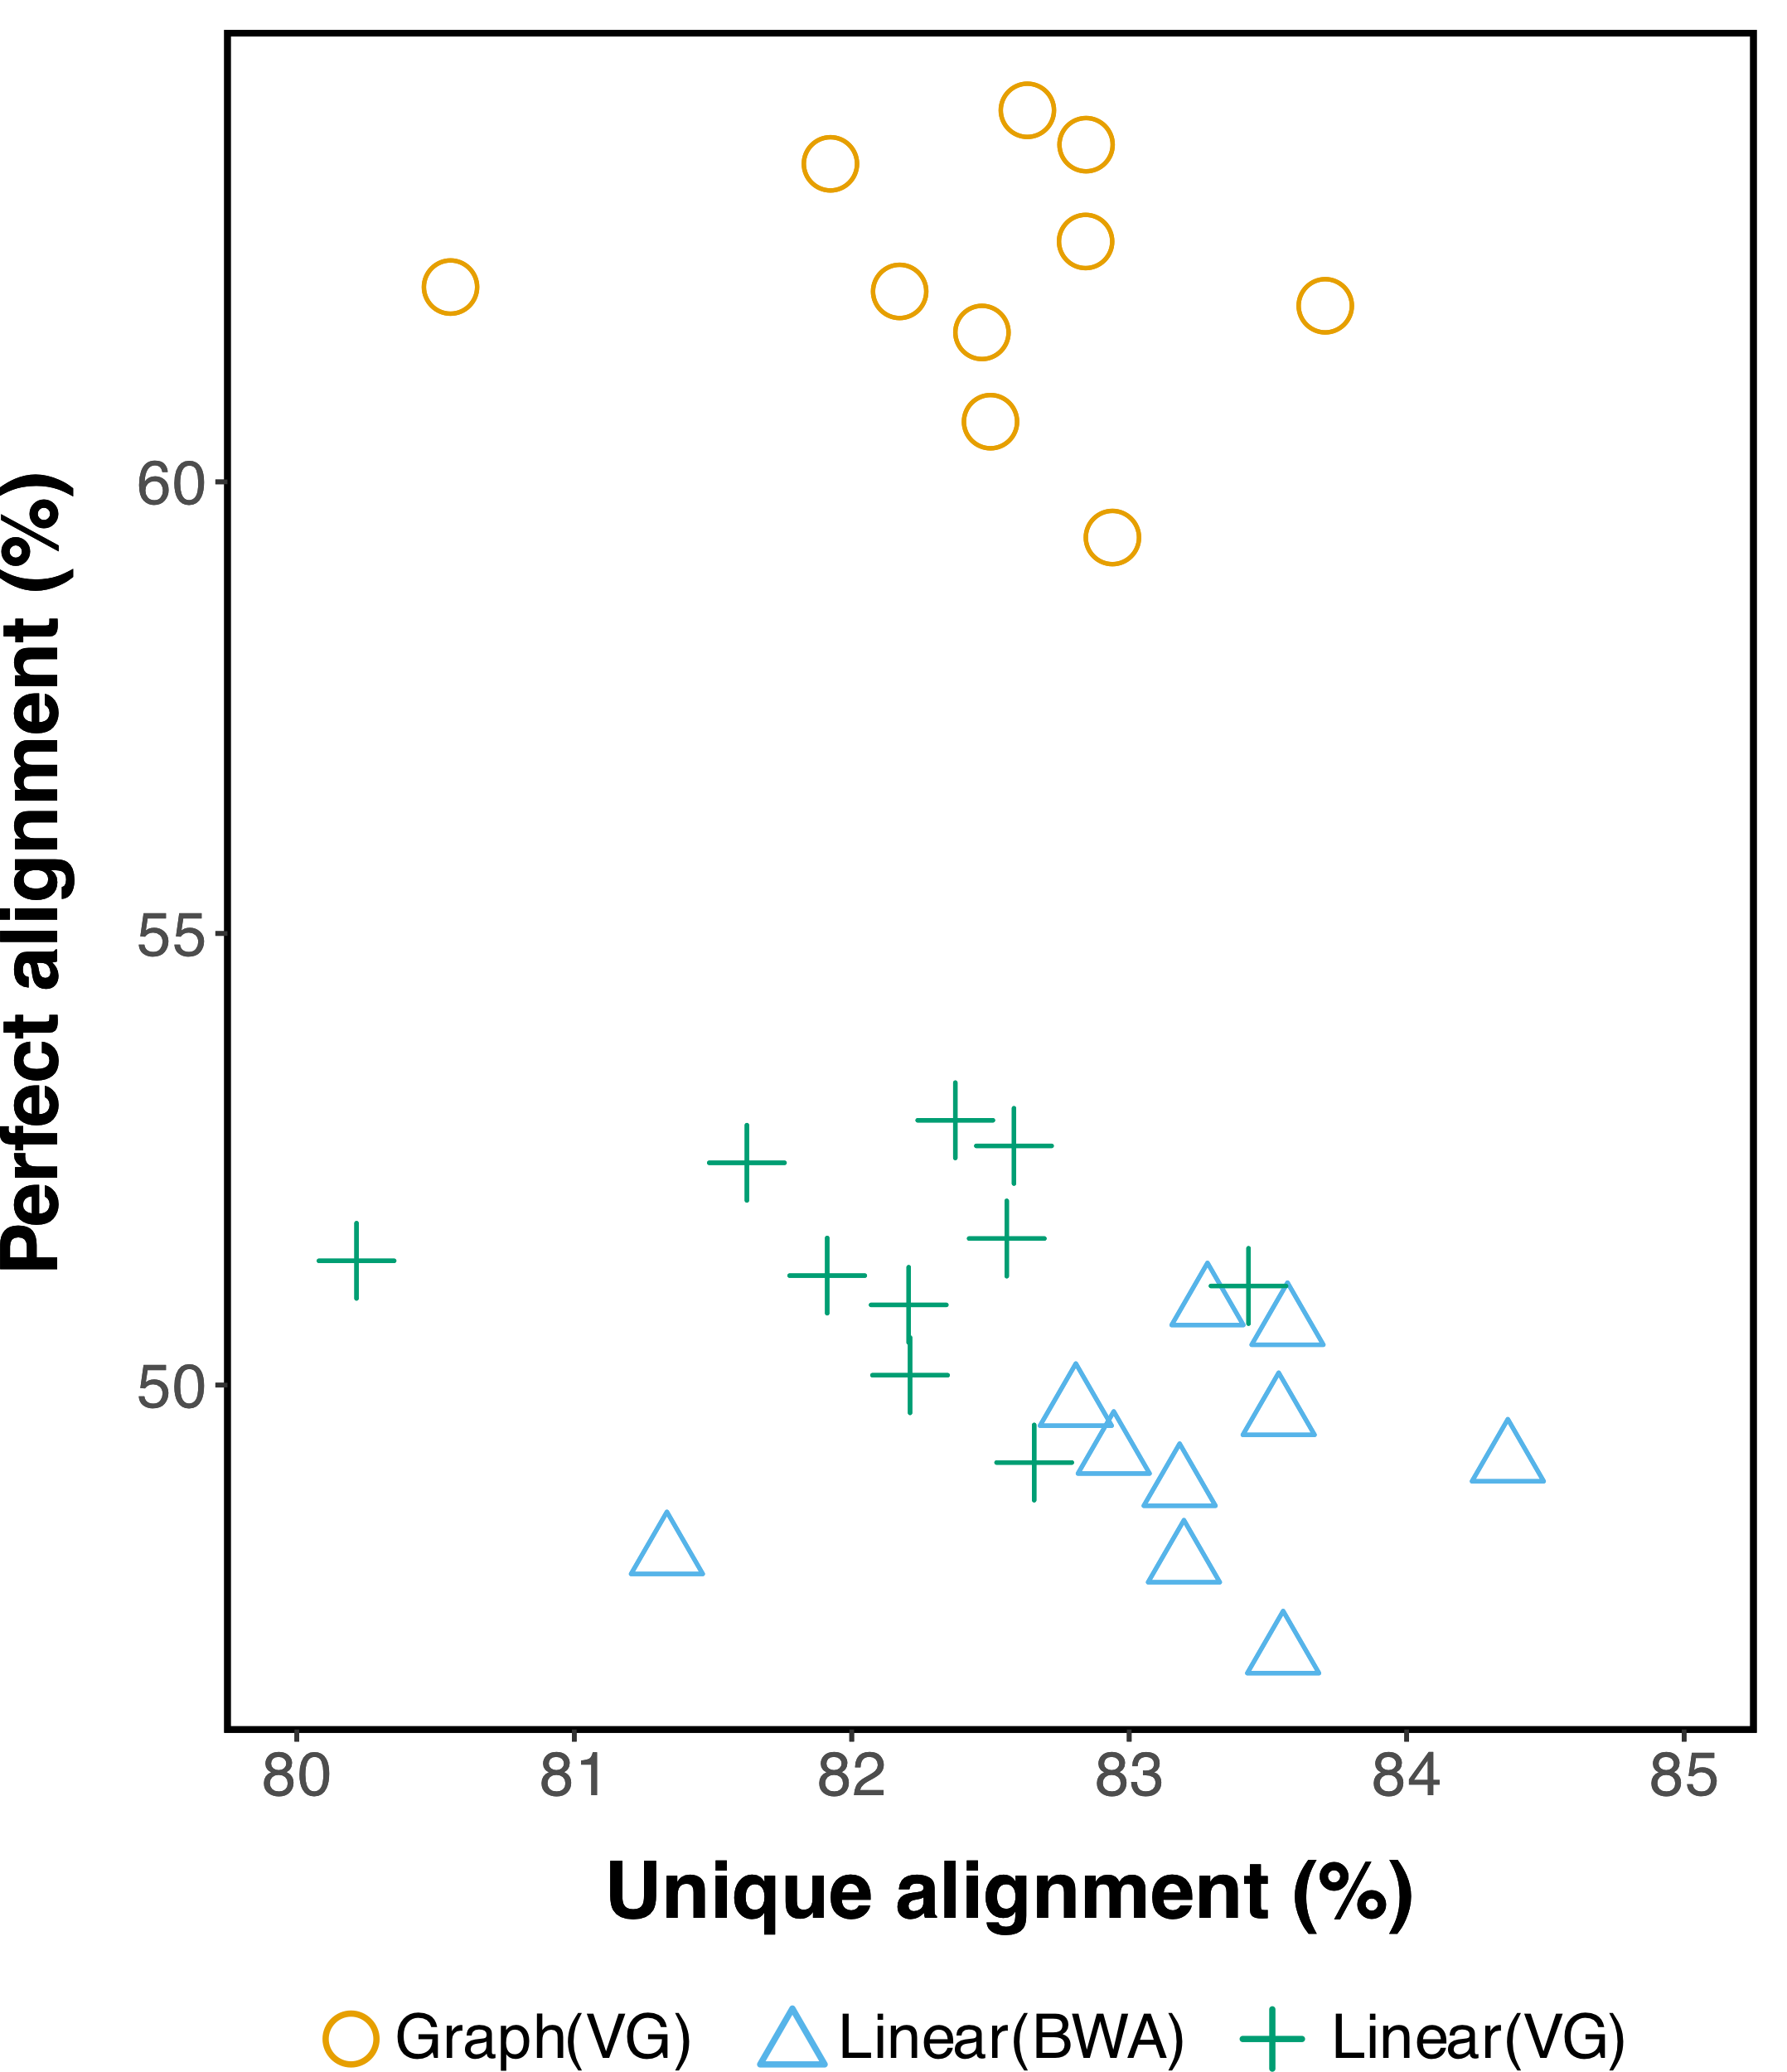 Perfect alignment (%)
60
55
50
80 81 82 83 84 85
Unique alignment (%)
Graph(VG) Linear(BWA) Linear(VG)